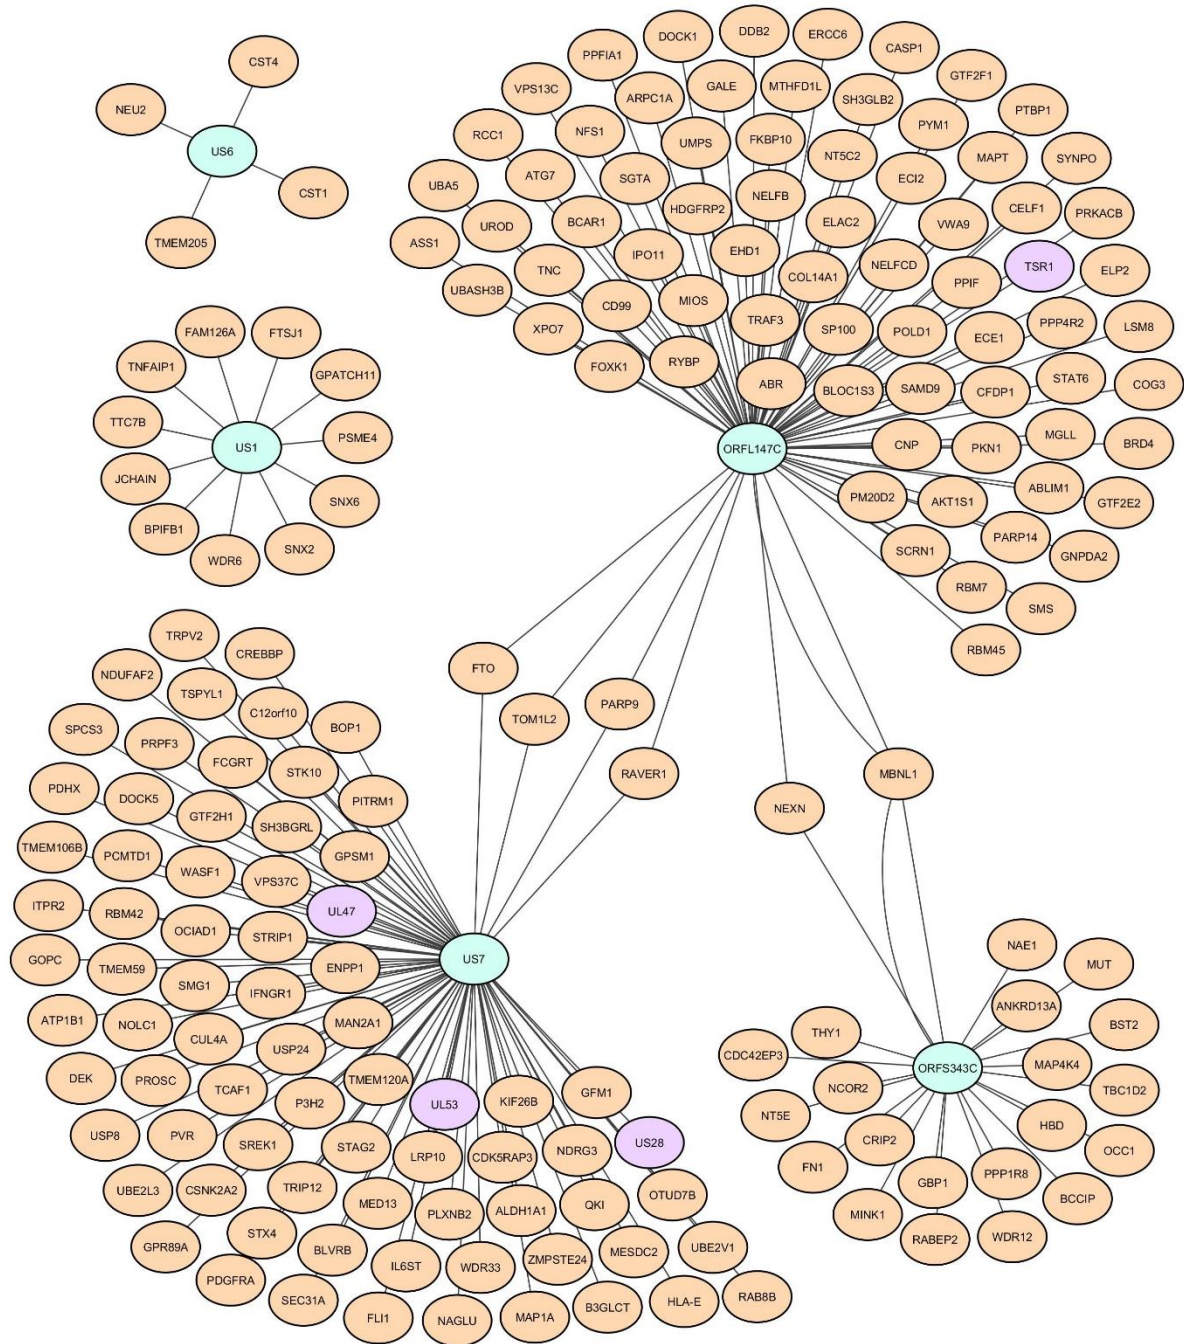 US6
CST4
NEU2
CST1
TMEM205
US1
FAM126A
FTSJ1
TNFAIP1
GPATCH11
TTC7B
PSME4
JCHAIN
SNX6
BPIFB1
SNX2
WDR6
ORFL147C
DOCK1
DDB2
ERCC6
PPFIA1
CASP1
VPS13C
ARPC1A
GALE
MTHFD1L
SH3GLB2
GTF2F1
RCC1
NFS1
UMPS
FKBP10
NT5C2
PYM1
PTBP1
UBA5
ATG7
SGTA
NELFB
ECI2
MAPT
SYNPO
ASS1
UROD
BCAR1
HDGFRP2
ELAC2
VWA9
CELF1
PRKACB
UBASH3B
TNC
IPO11
EHD1
COL14A1
NELFCD
PPIF
TSR1
ELP2
XPO7
CD99
MIOS
TRAF3
SP100
POLD1
ECE1
PPP4R2
LSM8
FOXK1
RYBP
ABR
BLOC1S3
SAMD9
CFDP1
STAT6
COG3
CNP
PKN1
MGLL
BRD4
PM20D2
AKT1S1
ABLIM1
GTF2E2
SCRN1
PARP14
GNPDA2
RBM7
SMS
RBM45
FTO
TOM1L2
PARP9
RAVER1
NEXN
MBNL1
US7
TRPV2
CREBBP
NDUFAF2
TSPYL1
C12orf10
BOP1
SPCS3
PRPF3
FCGRT
STK10
PITRM1
PDHX
DOCK5
GTF2H1
SH3BGRL
GPSM1
TMEM106B
PCMTD1
WASF1
VPS37C
UL47
ITPR2
RBM42
OCIAD1
STRIP1
GOPC
TMEM59
SMG1
IFNGR1
ENPP1
ATP1B1
NOLC1
CUL4A
USP24
MAN2A1
DEK
PROSC
TCAF1
P3H2
TMEM120A
UL53
KIF26B
GFM1
USP8
PVR
SREK1
STAG2
LRP10
CDK5RAP3
NDRG3
US28
UBE2L3
CSNK2A2
TRIP12
MED13
PLXNB2
ALDH1A1
QKI
OTUD7B
GPR89A
STX4
BLVRB
IL6ST
WDR33
ZMPSTE24
MESDC2
UBE2V1
PDGFRA
SEC31A
FLI1
NAGLU
MAP1A
B3GLCT
HLA-E
RAB8B
ORFS343C
NAE1
MUT
ANKRD13A
BST2
THY1
CDC42EP3
MAP4K4
TBC1D2
NCOR2
NT5E
HBD
OCC1
CRIP2
FN1
GBP1
PPP1R8
BCCIP
MINK1
RABEP2
WDR12